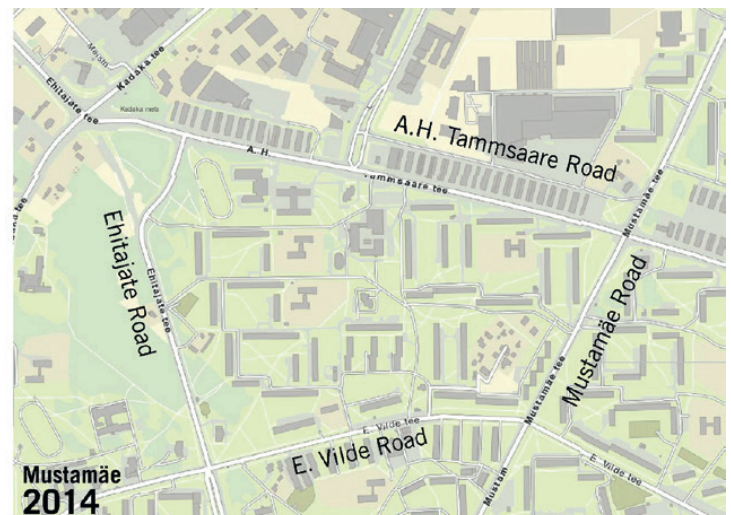 Kadaka tee
Ehitajate tee
Kadaka mets
A. H.
Tammsaare tee
A.H. Tammsaare Road
Mustamäe tee
Ehitajate Road
Ehitajate tee
Mustamäe Road
Mustamäe tee
E. Vilde tee
E. Vilde Road
Mustam
E. Vilde tee
Mustamäe
2014